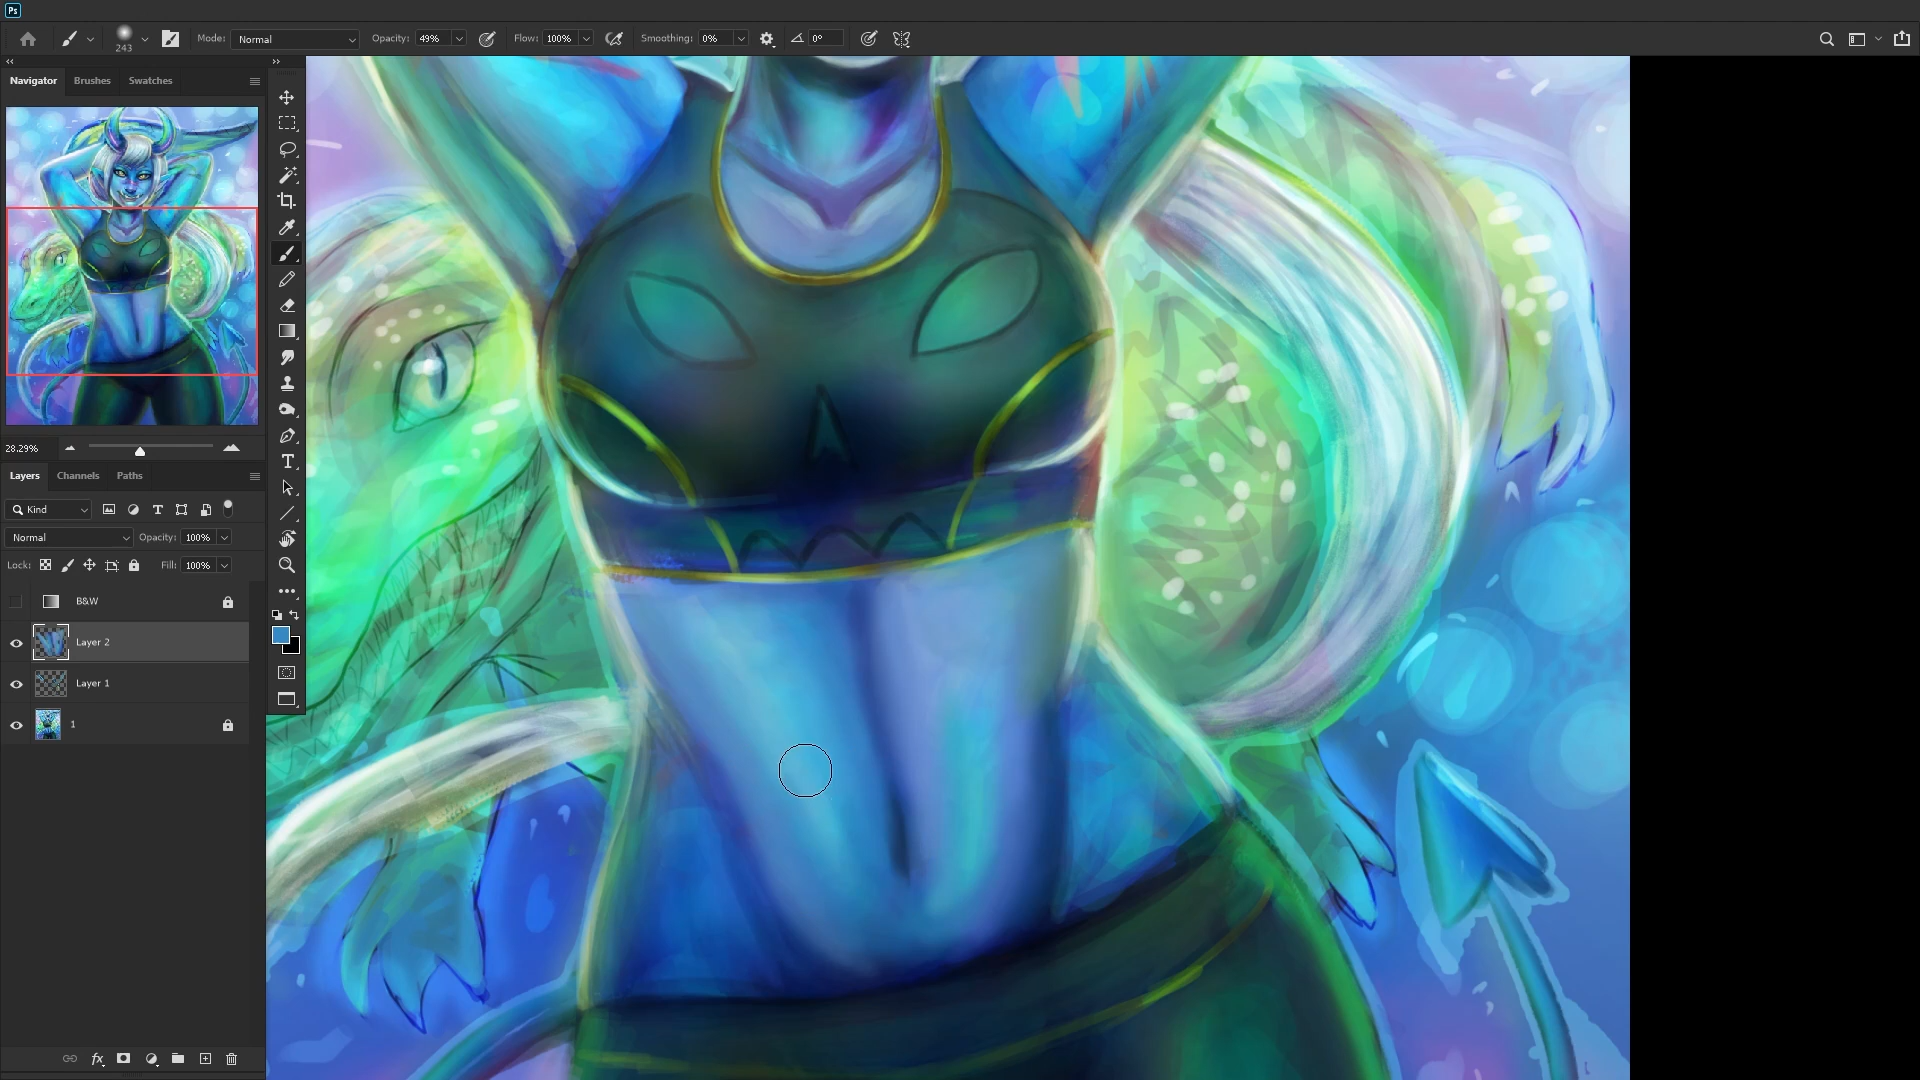 Ps
243
Mode: Normal
Opacity: 49%
Flow: 100%
Smoothing: 0%
0°
Navigator Brushes Swatches
28.29%
Layers Channels Paths
Kind
Normal Opacity: 100%
Lock: Fill: 100%
B&W
Layer 2
Layer 1
1
fx